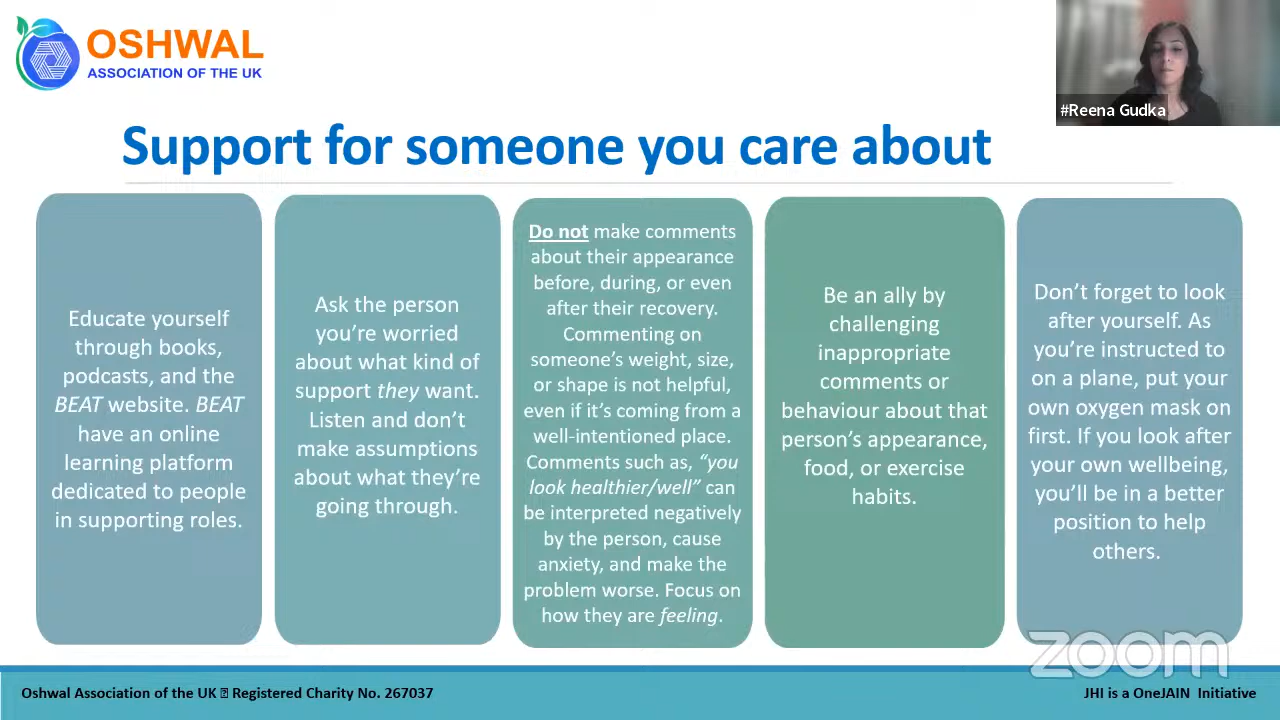 OSHWAL
ASSOCIATION OF THE UK
#Reena Gudka
Support for someone you care about
Educate yourself
through books,
podcasts, and the
BEAT website. BEAT
have an online
learning platform
dedicated to people
in supporting roles.
Ask the person
you’re worried
about what kind of
support they want.
Listen and don’t
make assumptions
about what they’re
going through.
Do not make comments
about their appearance
before, during, or even
after their recovery.
Commenting on
someone’s weight, size,
or shape is not helpful,
even if it’s coming from a
well-intentioned place.
Comments such as, “you
look healthier/well” can
be interpreted negatively
by the person, cause
anxiety, and make the
problem worse. Focus on
how they are feeling.
Be an ally by
challenging
inappropriate
comments or
behaviour about that
person’s appearance,
food, or exercise
habits.
Don’t forget to look
after yourself. As
you’re instructed to
on a plane, put your
own oxygen mask on
first. If you look after
your own wellbeing,
you’ll be in a better
position to help
others.
zoom
Oshwal Association of the UK Registered Charity No. 267037
JHI is a OneJAIN Initiative